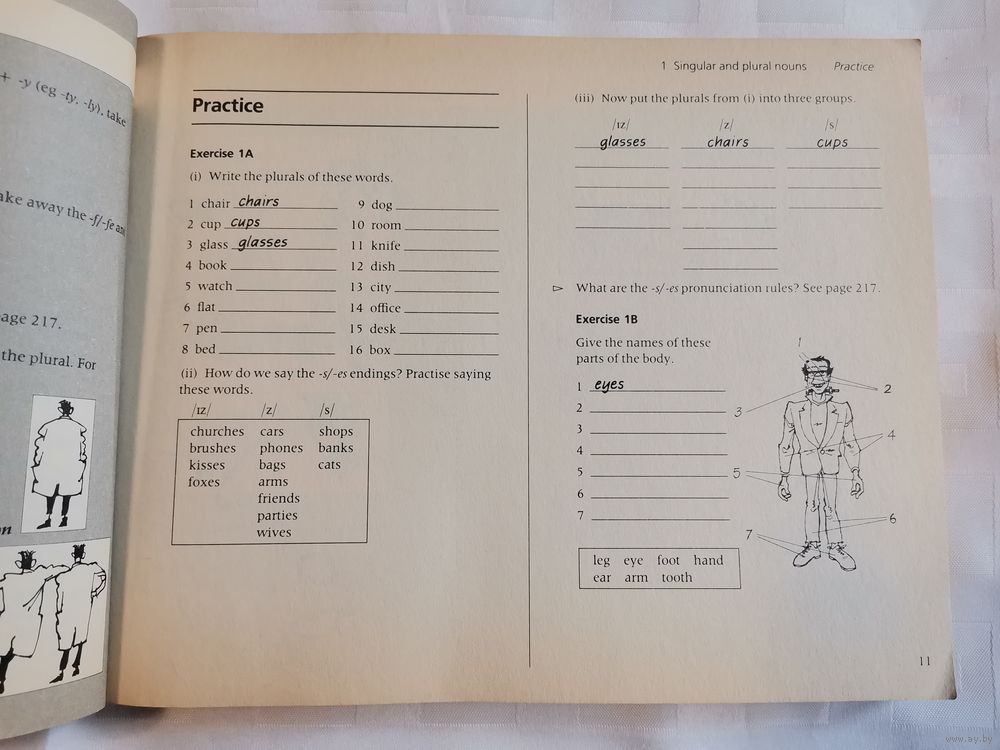 + -y (eg -ty, -ly), take
ake away the -f/-fe an
age 217.
the plural. For
1 Singular and plural nouns Practice
Practice
Exercise 1A
(i) Write the plurals of these words.
1 chair chairs
2 cup cups
3 glass glasses
4 book
5 watch
6 flat
7 pen
8 bed
9 dog
10 room
11 knife
12 dish
13 city
14 office
15 desk
16 box
(ii) How do we say the -s/-es endings? Practise saying
these words.
/ɪz/ /z/ /s/
churches cars shops
brushes phones banks
kisses bags cats
foxes arms
friends
parties
wives
(iii) Now put the plurals from (i) into three groups.
/ɪz/ /z/ /s/
glasses chairs cups
▷ What are the -s/-es pronunciation rules? See page 217.
Exercise 1B
Give the names of these
parts of the body.
1 eyes
2
3
4
5
6
7
1
2
3
4
5
6
7
leg eye foot hand
ear arm tooth
11
www.ay.by